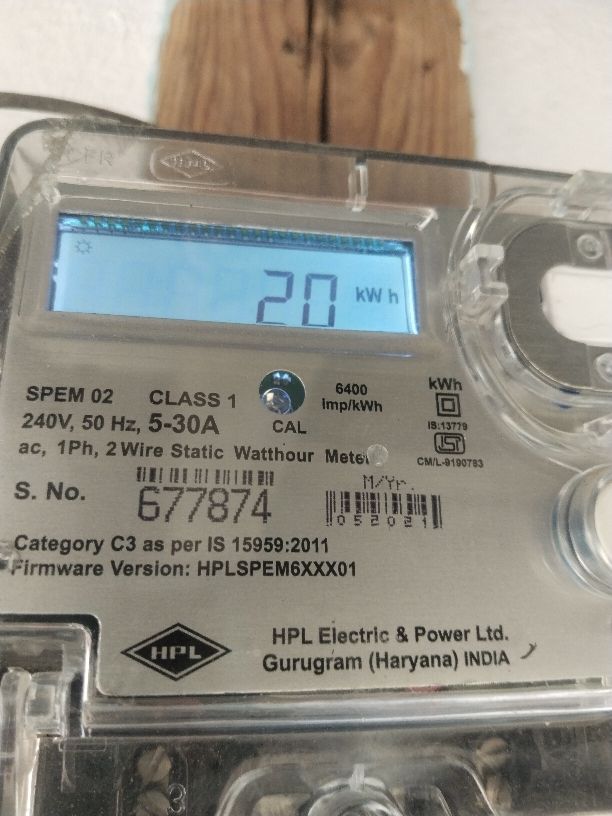 20 kWh
SPEM 02 CLASS 1
6400
Imp/kWh
CAL
240V, 50 Hz, 5-30A
ac, 1Ph, 2 Wire Static Watthour Meter
kWh
IS:13779
ISI
CM/L-9190783
S. No.
677874
M/Yr.
052021
Category C3 as per IS 15959:2011
Firmware Version: HPLSPEM6XXX01
HPL
HPL Electric & Power Ltd.
Gurugram (Haryana) INDIA
3